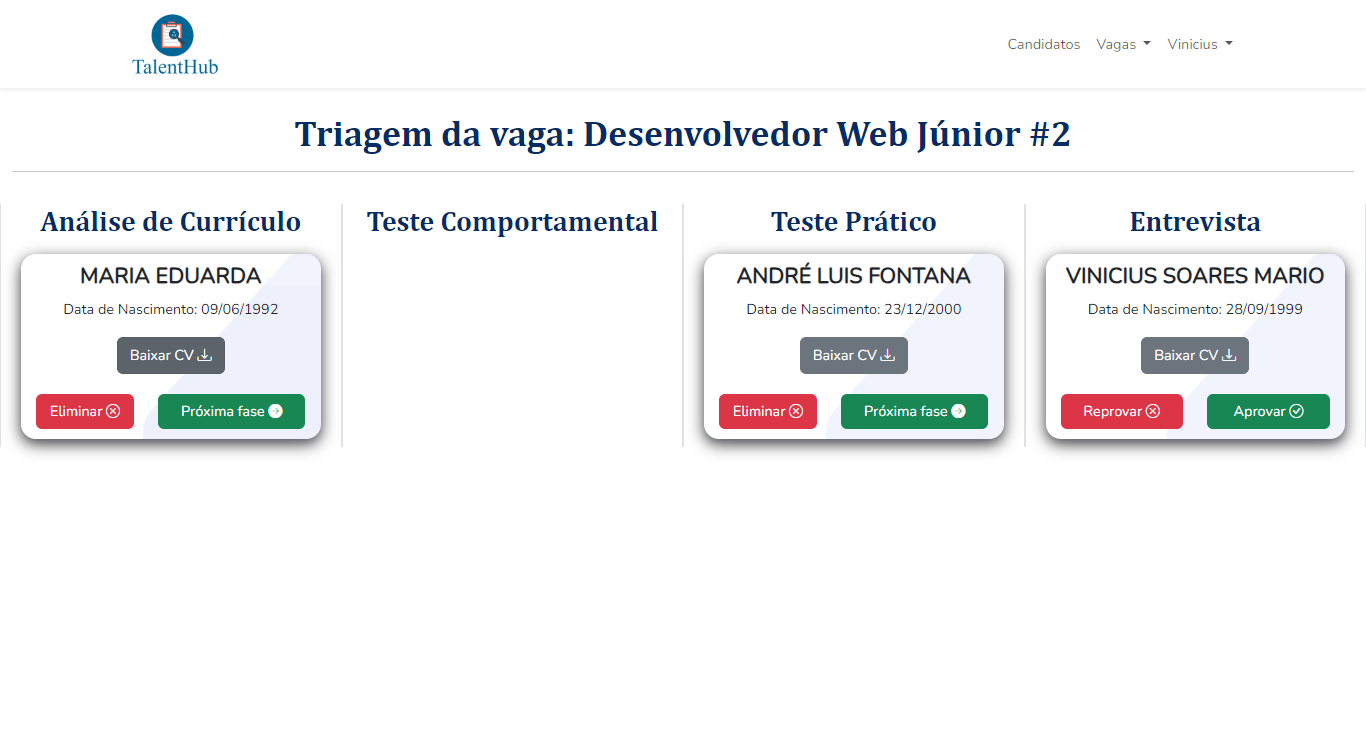 TalentHub
Candidatos Vagas Vinicius
Triagem da vaga: Desenvolvedor Web Júnior #2
Análise de Currículo
MARIA EDUARDA
Data de Nascimento: 09/06/1992
Baixar CV
Eliminar Próxima fase
Teste Comportamental
Teste Prático
ANDRÉ LUIS FONTANA
Data de Nascimento: 23/12/2000
Baixar CV
Eliminar Próxima fase
Entrevista
VINICIUS SOARES MARIO
Data de Nascimento: 28/09/1999
Baixar CV
Reprovar Aprovar